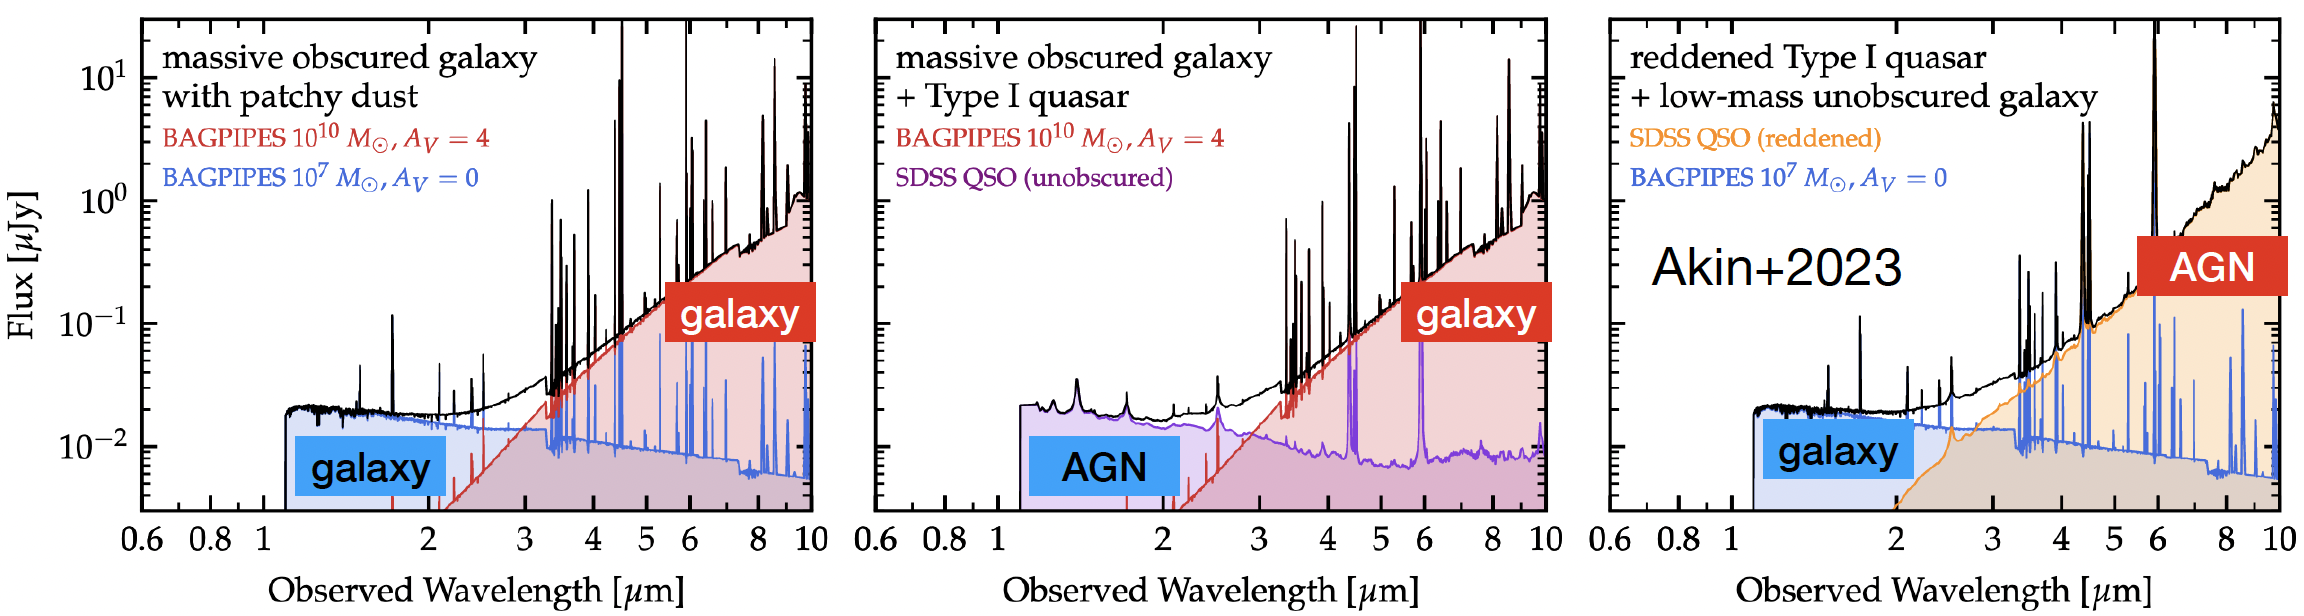 massive obscured galaxy
with patchy dust
BAGPIPES 10^10 M⊙, A_V = 4
BAGPIPES 10^7 M⊙, A_V = 0
galaxy
galaxy
Flux [μJy]
10^1
10^0
10^−1
10^−2
0.6 0.8 1 2 3 4 5 6 8 10
Observed Wavelength [μm]
massive obscured galaxy
+ Type I quasar
BAGPIPES 10^10 M⊙, A_V = 4
SDSS QSO (unobscured)
galaxy
AGN
0.6 0.8 1 2 3 4 5 6 8 10
Observed Wavelength [μm]
reddened Type I quasar
+ low-mass unobscured galaxy
SDSS QSO (reddened)
BAGPIPES 10^7 M⊙, A_V = 0
Akin+2023
AGN
galaxy
0.6 0.8 1 2 3 4 5 6 8 10
Observed Wavelength [μm]